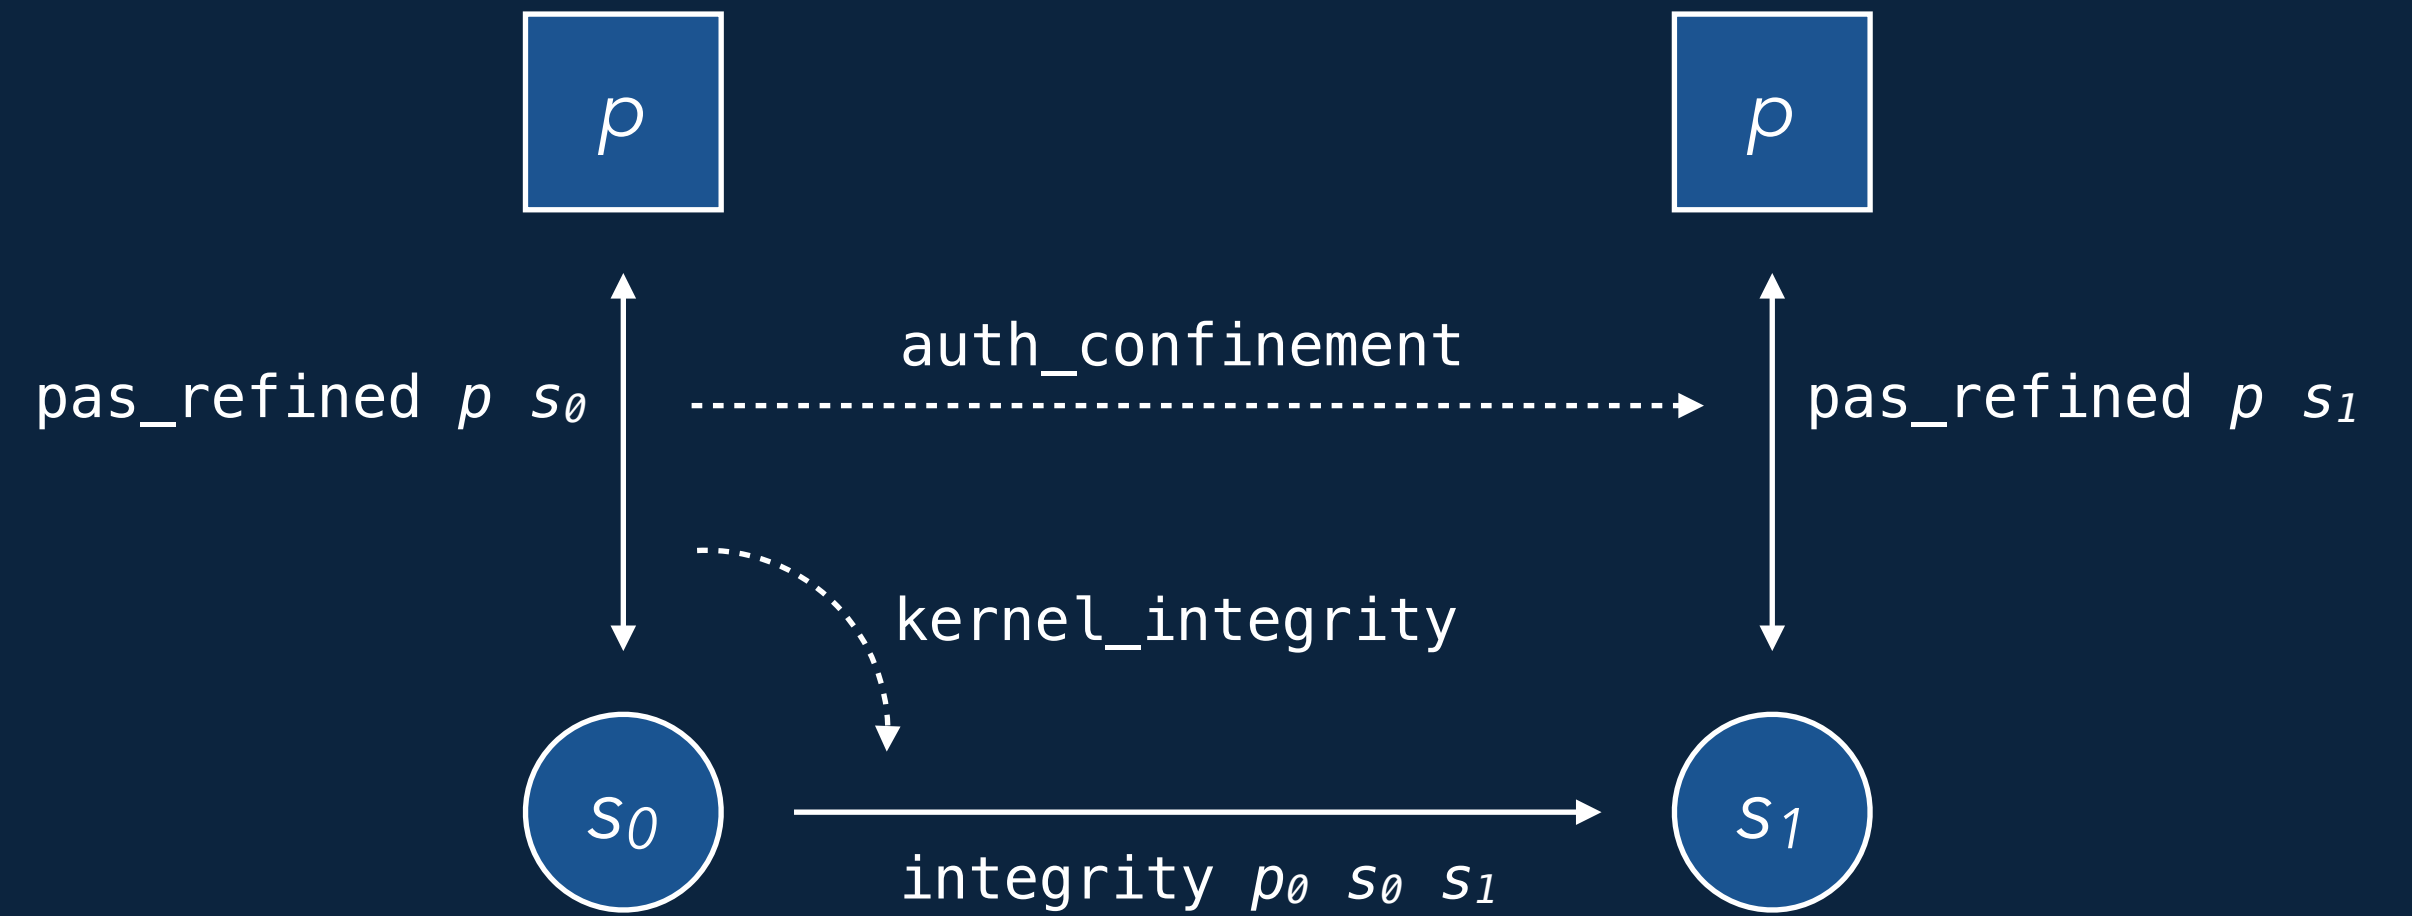 p
p
auth_confinement
pas_refined p s₀
pas_refined p s₁
kernel_integrity
s₀
s₁
integrity p₀ s₀ s₁